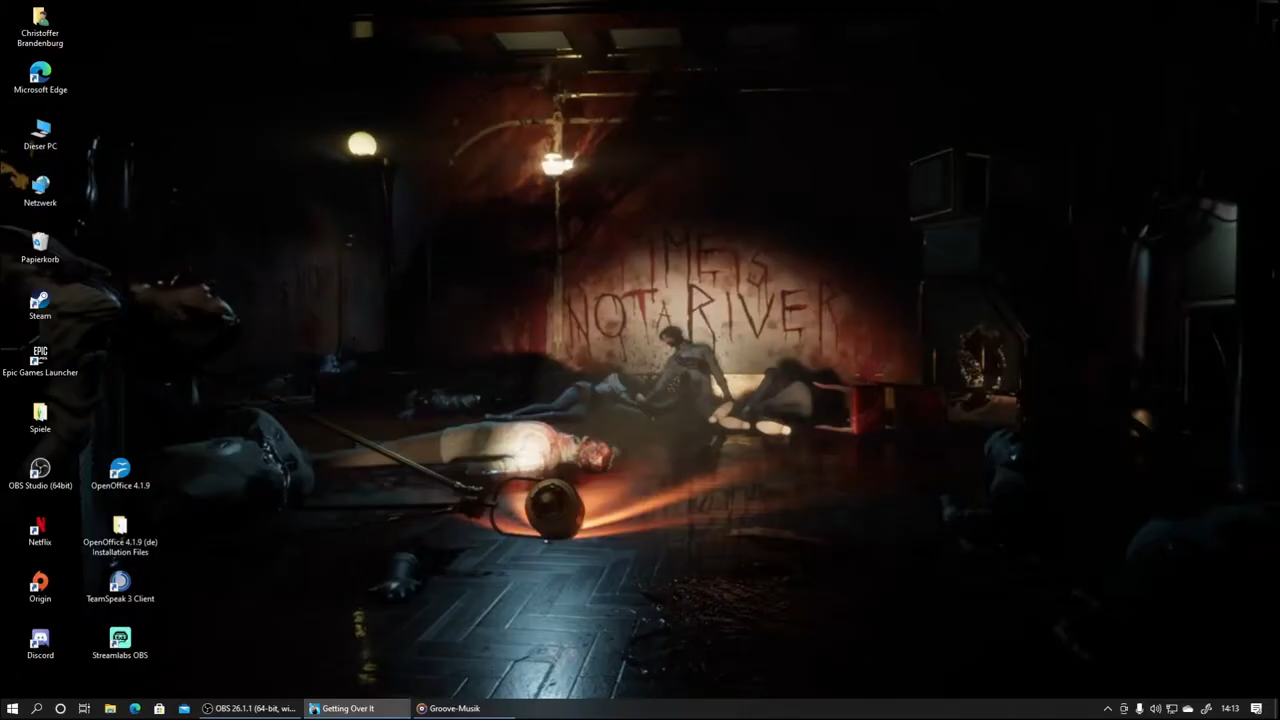 Christoffer
Brandenburg
Microsoft Edge
Dieser PC
Netzwerk
Papierkorb
Steam
EPIC
GAMES
Epic Games Launcher
Spiele
OBS Studio (64bit)
OpenOffice 4.1.9
Netflix
OpenOffice 4.1.9 (de)
Installation Files
Origin
TeamSpeak 3 Client
Discord
Streamlabs OBS
TIME IS
NOT A RIVER
OBS 26.1.1 (64-bit, wi...
Getting Over It
Groove-Musik
14:13